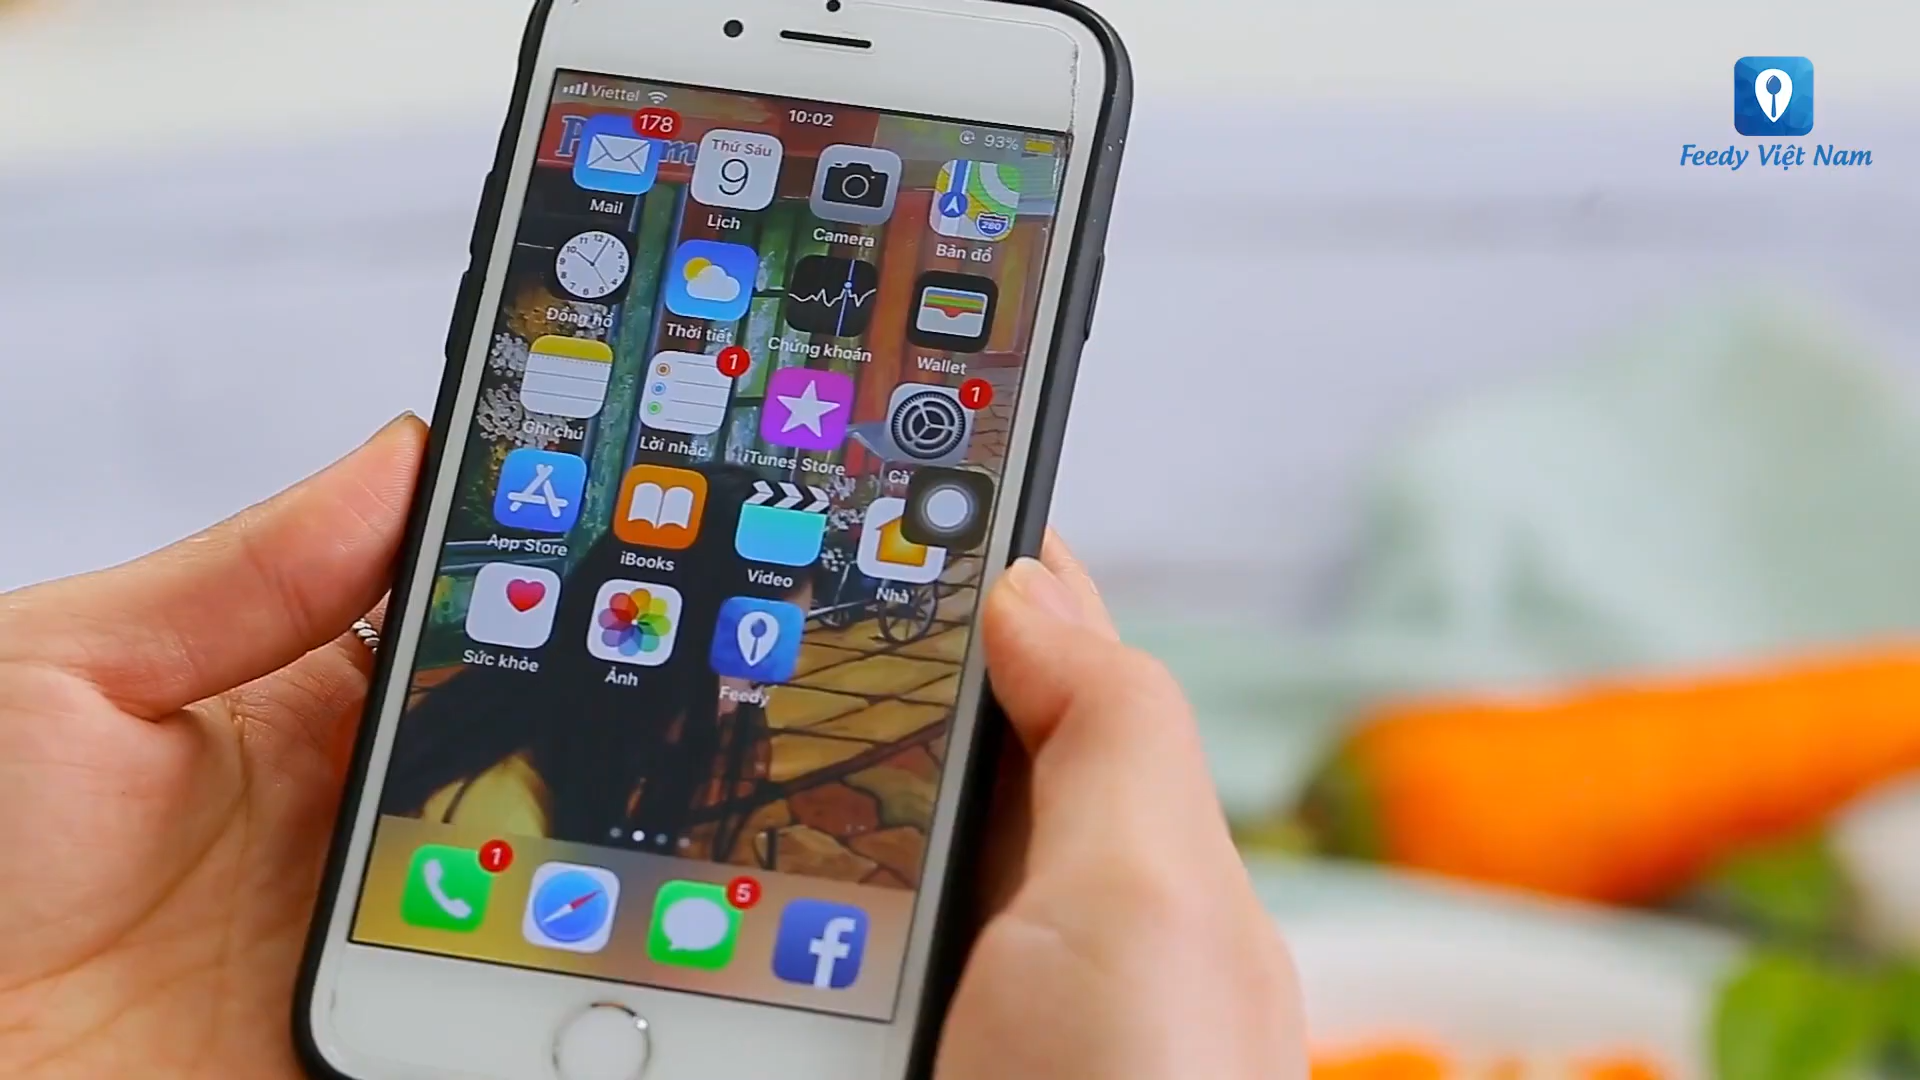 Viettel
10:02
93%
178
Thứ Sáu
9
280
Mail
Lịch
Camera
Bản đồ
12
Đồng hồ
Thời tiết
Chứng khoán
Wallet
1
1
Ghi chú
Lời nhắc
iTunes Store
App Store
iBooks
Video
Nhà
Sức khỏe
Ảnh
Feedy
1
5
Feedy Việt Nam